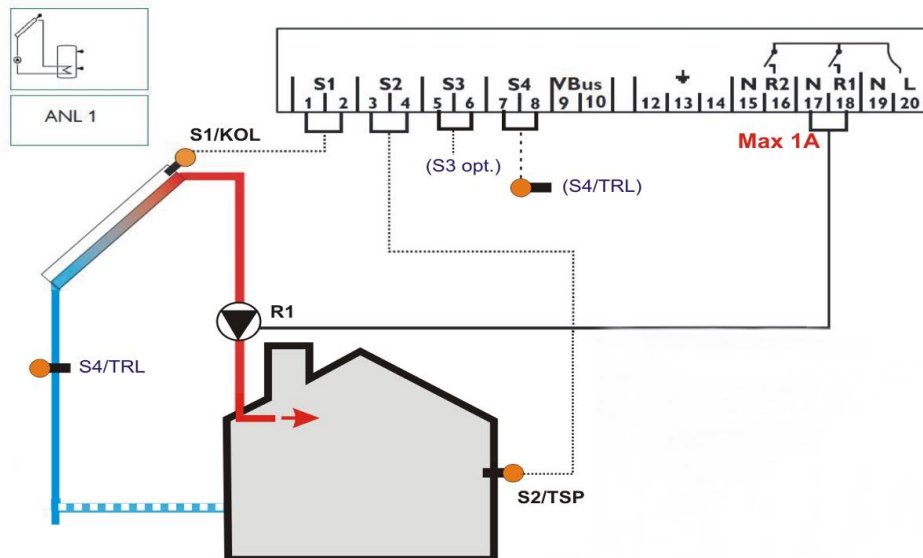 ANL 1
S1 S2 S3 S4 VBus N R2 N R1 N L
1 2 3 4 5 6 7 8 9 10 12 13 14 15 16 17 18 19 20
S1/KOL
(S3 opt.)
(S4/TRL)
Max 1A
R1
S4/TRL
S2/TSP